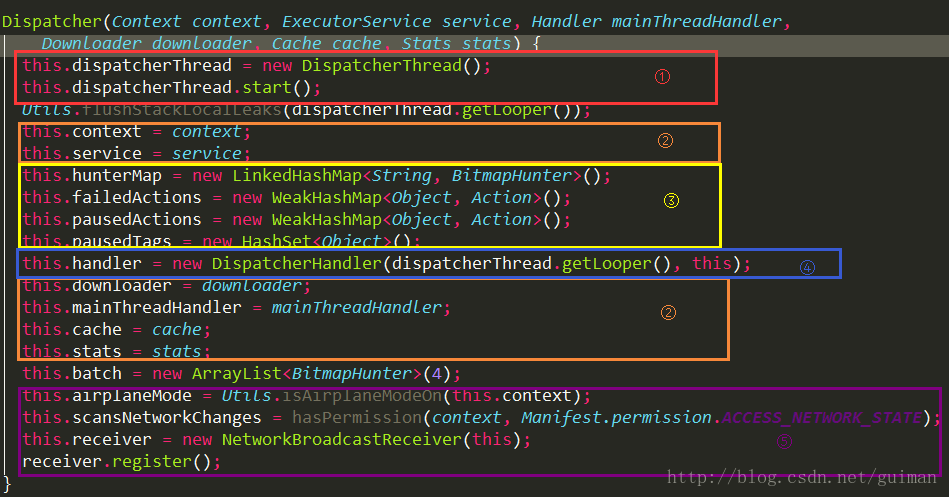 Dispatcher(Context context, ExecutorService service, Handler mainThreadHandler,
Downloader downloader, Cache cache, Stats stats) {
this.dispatcherThread = new DispatcherThread();
①
this.dispatcherThread.start();
Utils.flushStackLocalLeaks(dispatcherThread.getLooper());
this.context = context;
②
this.service = service;
this.hunterMap = new LinkedHashMap<String, BitmapHunter>();
this.failedActions = new WeakHashMap<Object, Action>();
③
this.pausedActions = new WeakHashMap<Object, Action>();
this.pausedTags = new HashSet<Object>();
this.handler = new DispatcherHandler(dispatcherThread.getLooper(), this);
④
this.downloader = downloader;
this.mainThreadHandler = mainThreadHandler;
②
this.cache = cache;
this.stats = stats;
this.batch = new ArrayList<BitmapHunter>(4);
this.airplaneMode = Utils.isAirplaneModeOn(this.context);
this.scansNetworkChanges = hasPermission(context, Manifest.permission.ACCESS_NETWORK_STATE);
this.receiver = new NetworkBroadcastReceiver(this);
⑤
receiver.register();
}
http://blog.csdn.net/guiman